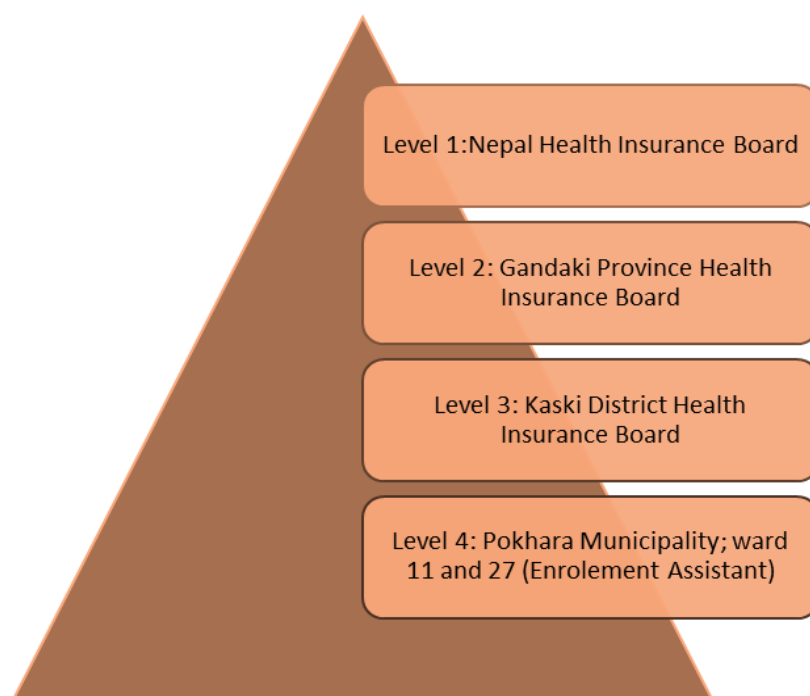 Level 1:Nepal Health Insurance Board
Level 2: Gandaki Province Health
Insurance Board
Level 3: Kaski District Health
Insurance Board
Level 4: Pokhara Municipality; ward
11 and 27 (Enrolement Assistant)